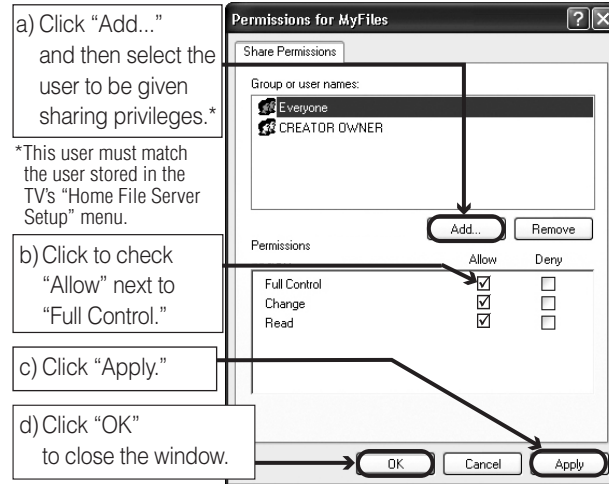 a) Click “Add...”
and then select the
user to be given
sharing privileges.*
*This user must match
the user stored in the
TV’s “Home File Server
Setup” menu.
b) Click to check
“Allow” next to
“Full Control.”
c) Click “Apply.”
d) Click “OK”
to close the window.
Permissions for MyFiles
Share Permissions
Group or user names:
Everyone
CREATOR OWNER
Add... Remove
Permissions Allow Deny
Full Control
Change
Read
OK Cancel Apply